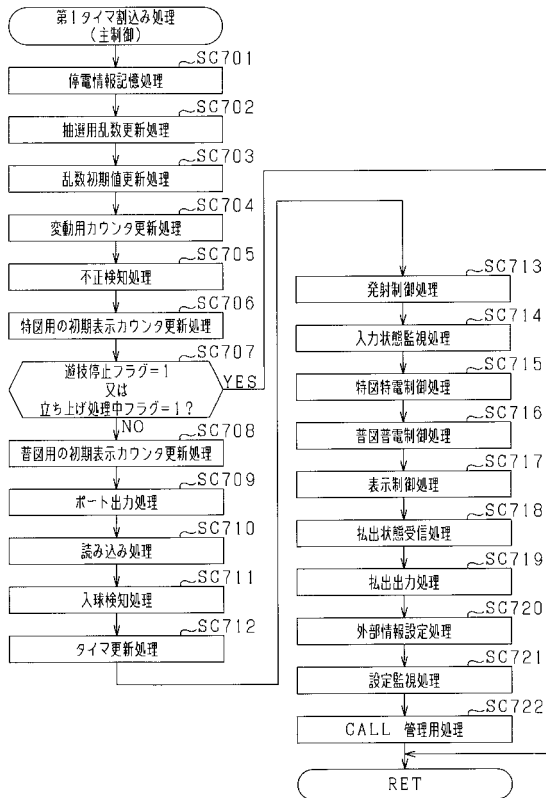 第1タイマ割込み処理
(主制御)
SC701
停電情報記憶処理
SC702
抽選用乱数更新処理
SC703
乱数初期値更新処理
SC704
変動用カウンタ更新処理
SC705
不正検知処理
SC706
特図用の初期表示カウンタ更新処理
SC707
遊技停止フラグ=1
又は
立ち上げ処理中フラグ=1?
YES
NO
SC708
普図用の初期表示カウンタ更新処理
SC709
ポート出力処理
SC710
読み込み処理
SC711
入球検知処理
SC712
タイマ更新処理
SC713
発射制御処理
SC714
入力状態監視処理
SC715
特図特電制御処理
SC716
普図普電制御処理
SC717
表示制御処理
SC718
払出状態受信処理
SC719
払出出力処理
SC720
外部情報設定処理
SC721
設定監視処理
SC722
CALL 管理用処理
RET